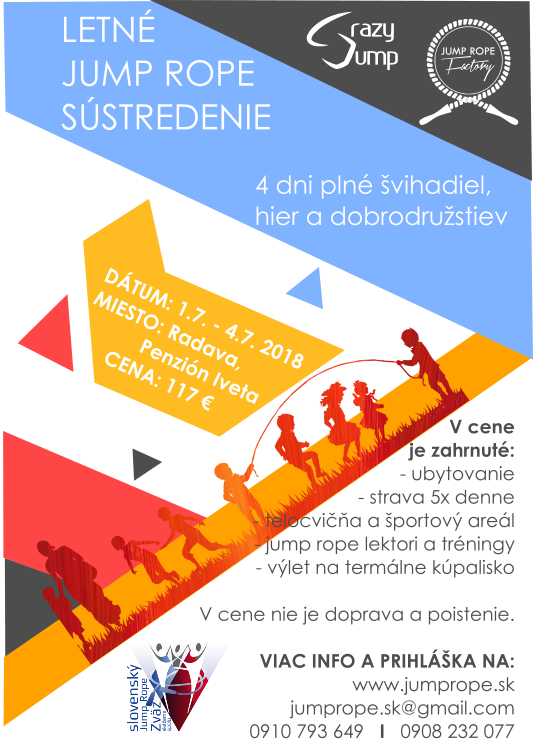 LETNÉ
JUMP ROPE
SÚSTREDENIE
Crazy
Jump
JUMP ROPE
Factory
4 dni plné švihadiel,
hier a dobrodružstiev
DÁTUM: 1.7. - 4.7. 2018
MIESTO: Radava,
Penzión Iveta
CENA: 117 €
V cene
je zahrnuté:
- ubytovanie
- strava 5x denne
- telocvičňa a športový areál
- jump rope lektori a tréningy
- výlet na termálne kúpalisko
V cene nie je doprava a poistenie.
slovenský
Jump Rope
Zväz
VIAC INFO A PRIHLÁŠKA NA:
www.jumprope.sk
jumprope.sk@gmail.com
0910 793 649 I 0908 232 077